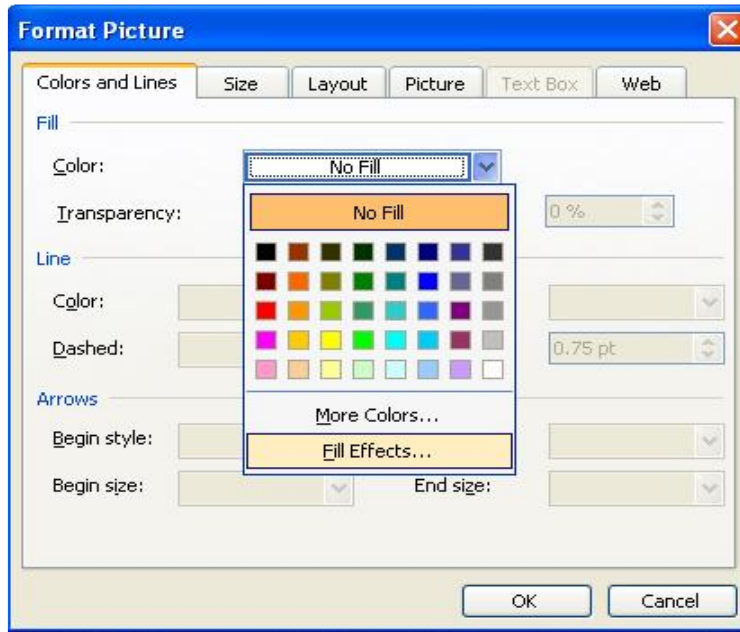 Format Picture
Colors and Lines Size Layout Picture Text Box Web
Fill
Color: No Fill
Transparency: No Fill 0 %
Line
Color:
Dashed: 0.75 pt
Arrows
More Colors...
Begin style: Fill Effects...
Begin size: End size:
OK Cancel